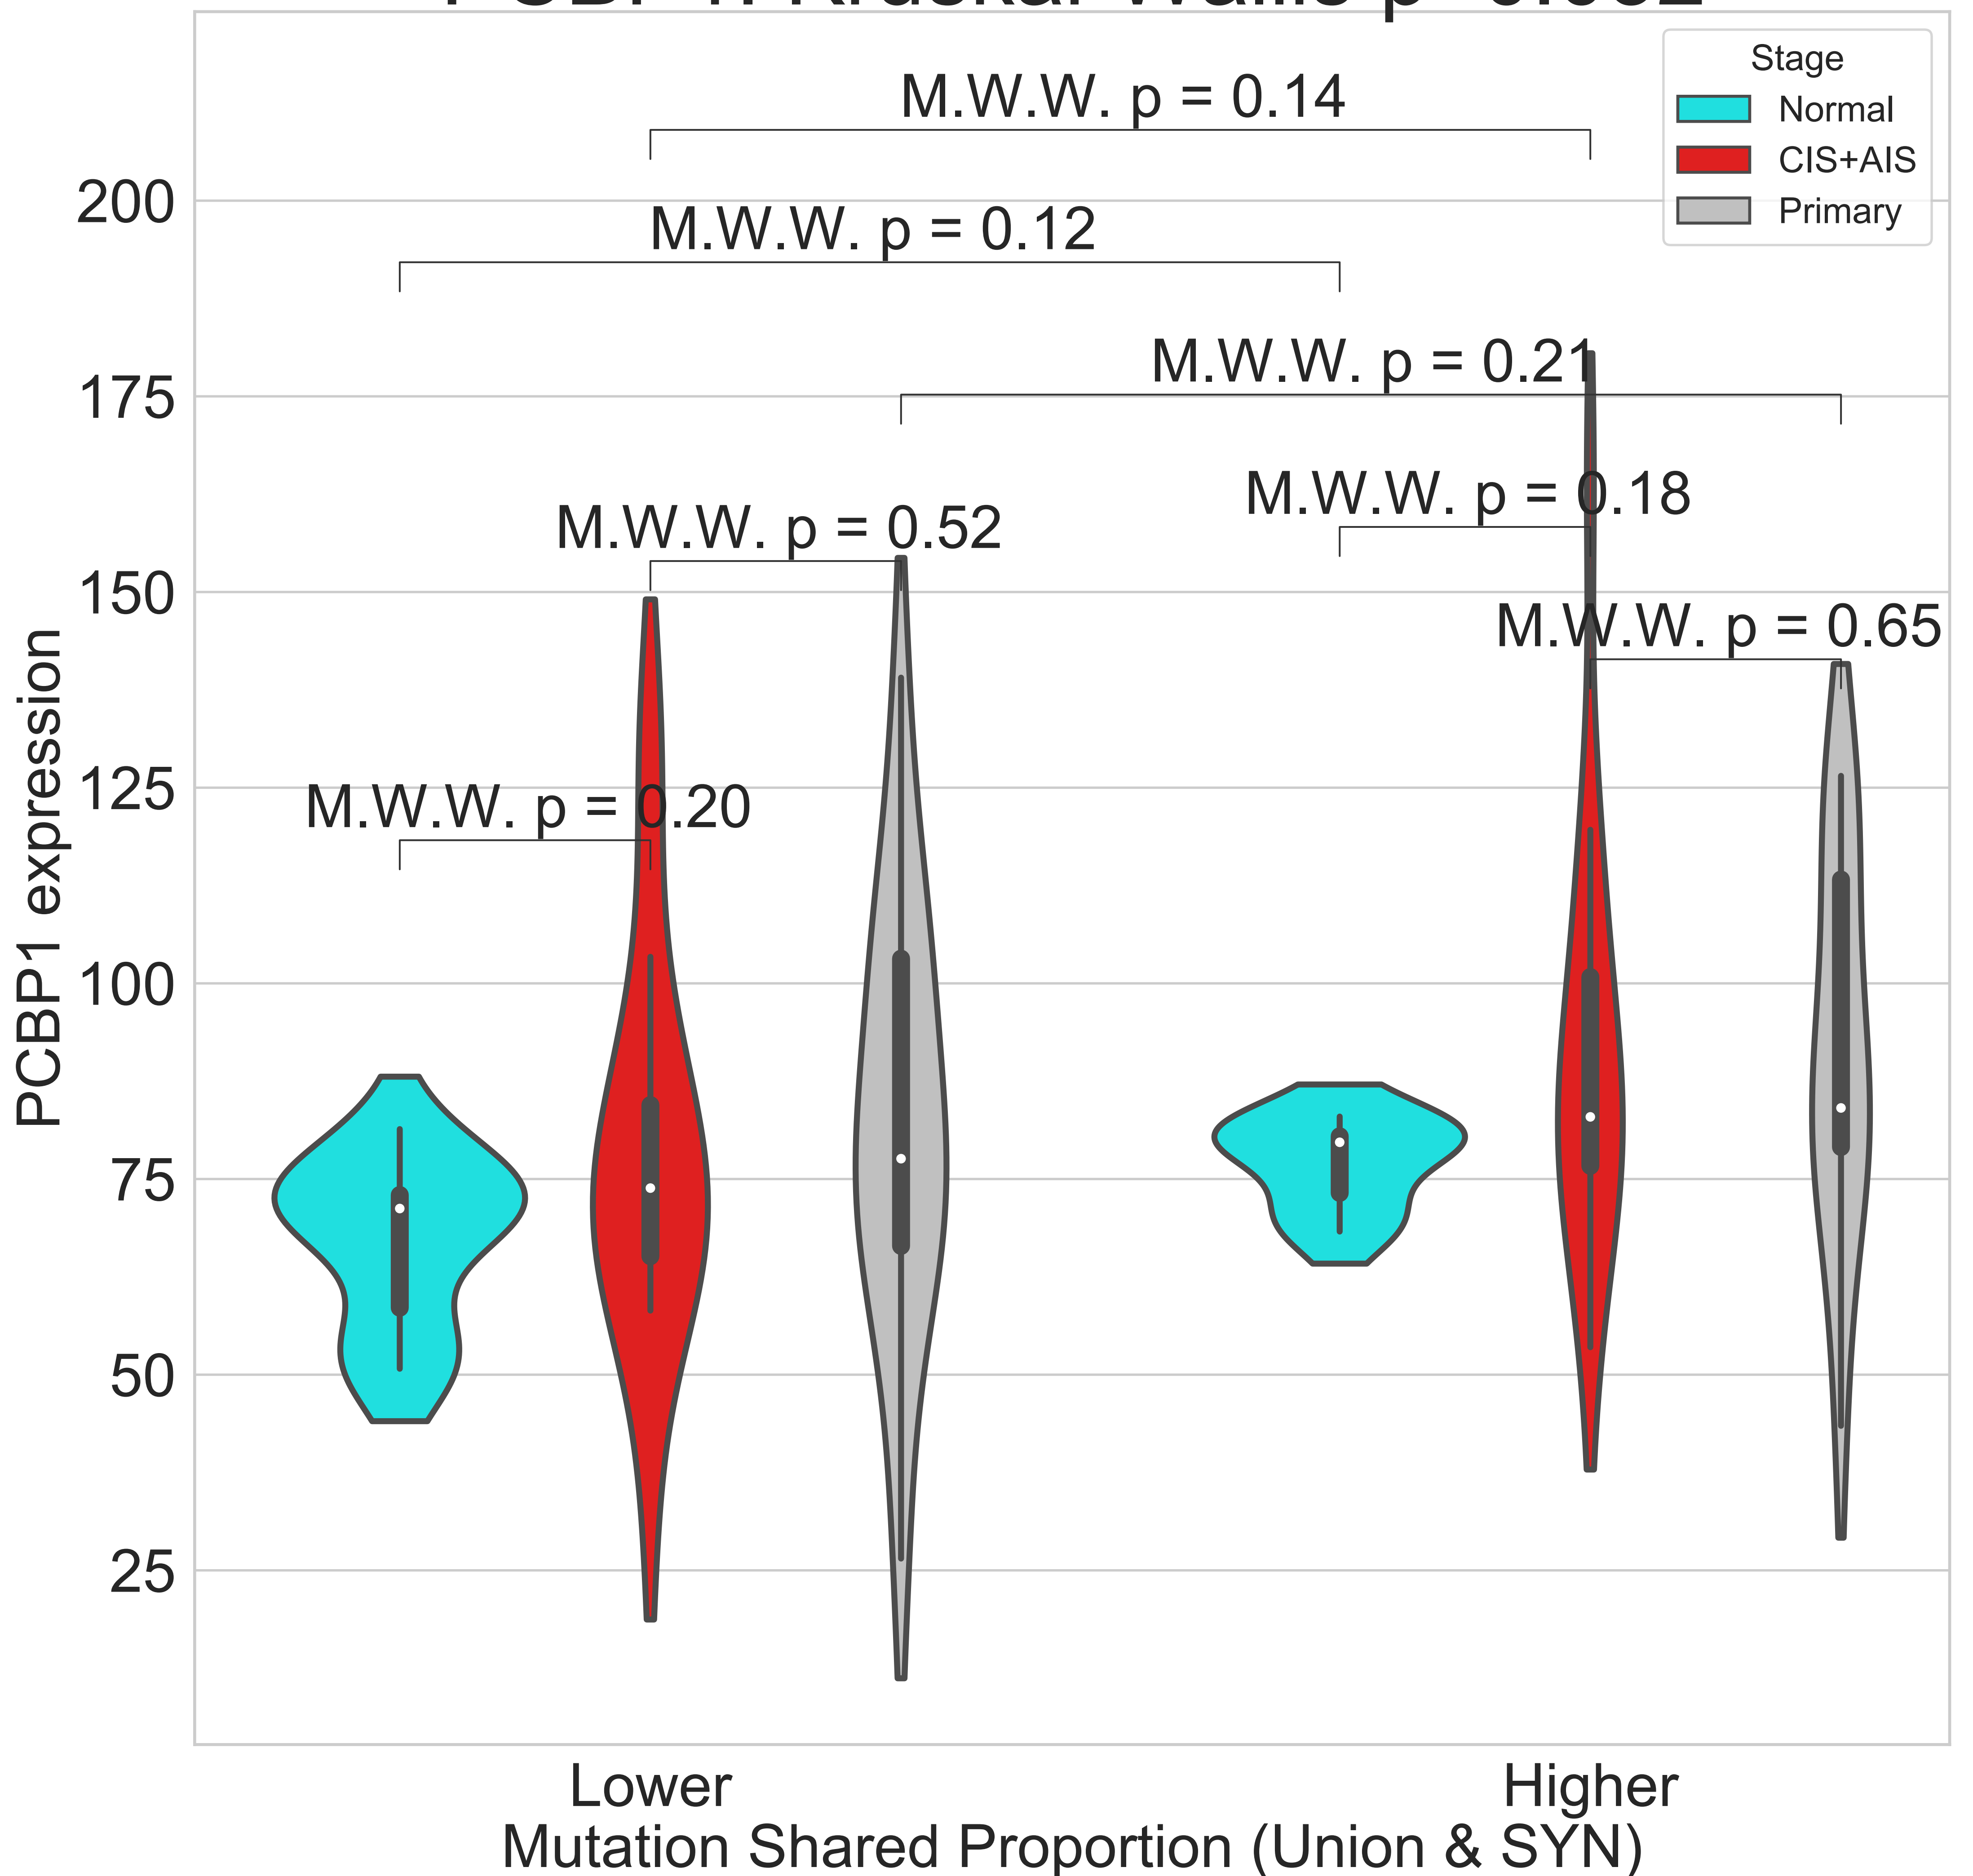 Stage
Normal
CIS+AIS
Primary
M.W.W. p = 0.14
M.W.W. p = 0.12
M.W.W. p = 0.21
M.W.W. p = 0.18
M.W.W. p = 0.52
M.W.W. p = 0.65
M.W.W. p = 0.20
200
175
150
125
100
75
50
25
PCBP1 expression
Lower
Higher
Mutation Shared Proportion (Union & SYN)